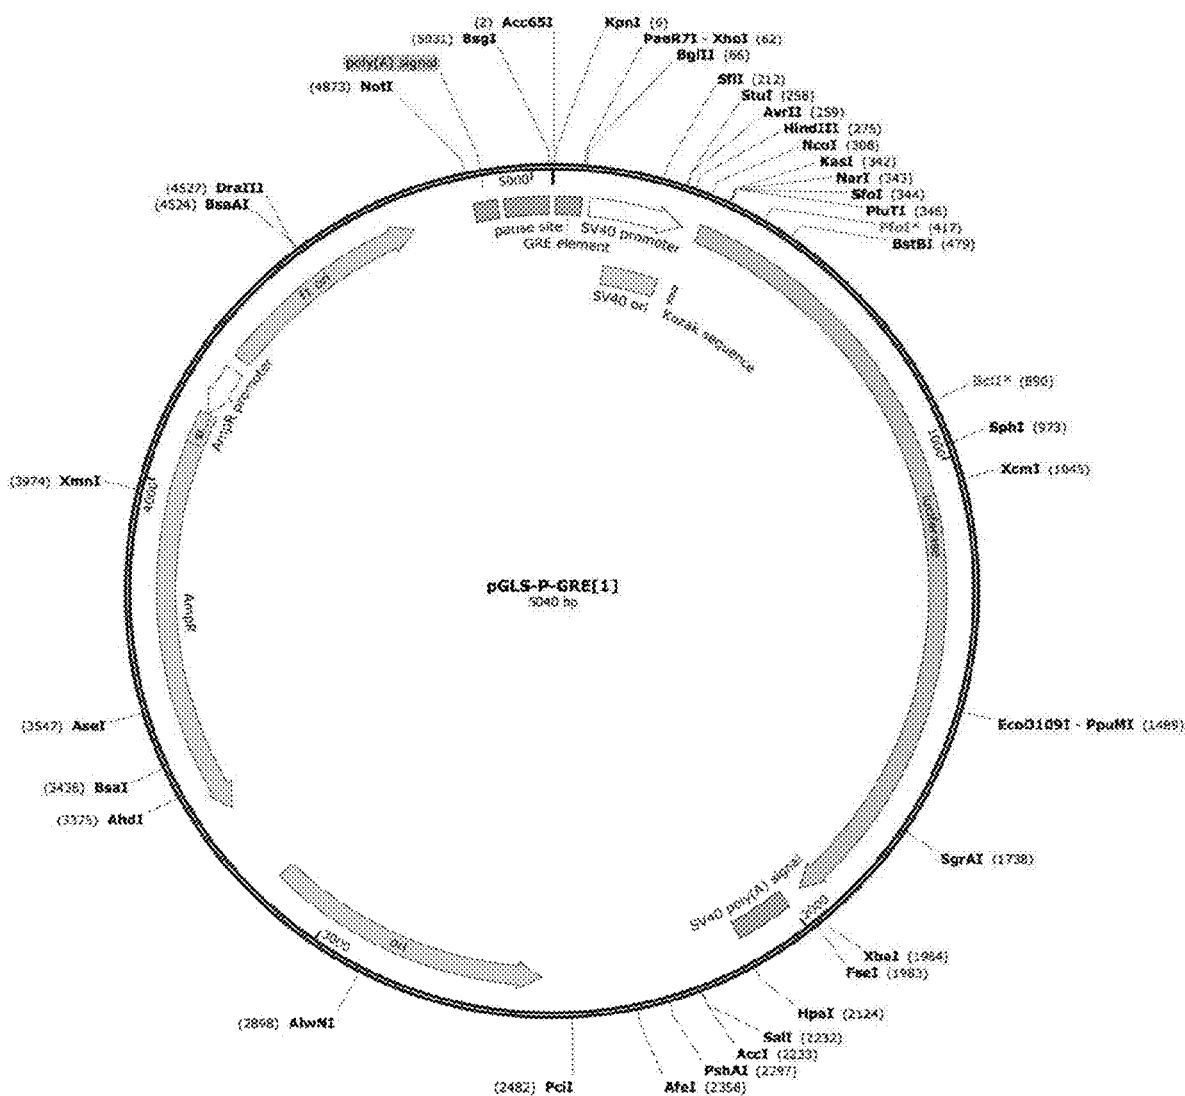 (2) Acc65I
KpnI (6)
(5031) BsgI
PaeR7I - XhoI (62)
BglII (66)
poly(A) signal
(4873) NotI
SfiI (212)
StuI (258)
AvrII (259)
HindIII (275)
NcoI (308)
KasI (342)
NarI (343)
SfoI (344)
PluTI (346)
PfoI* (417)
BstBI (479)
(4527) DraIII
(4524) BsaAI
5000
pause site
GRE element
SV40 promoter
SV40 ori
Kozak sequence
f1 ori
AmpR promoter
BclI* (890)
SphI (973)
1000
XcmI (1045)
(3974) XmnI
4000
pGLS-P-GRE[1]
5040 bp
AmpR
(3547) AseI
EcoO109I - PpuMI (1489)
(3436) BsaI
(3375) AhdI
SgrAI (1738)
SV40 poly(A) signal
2000
XbaI (1964)
FseI (1983)
3000
ori
(2898) AlwNI
HpaI (2124)
SalI (2232)
AccI (2233)
PshAI (2297)
AfeI (2358)
(2482) PciI